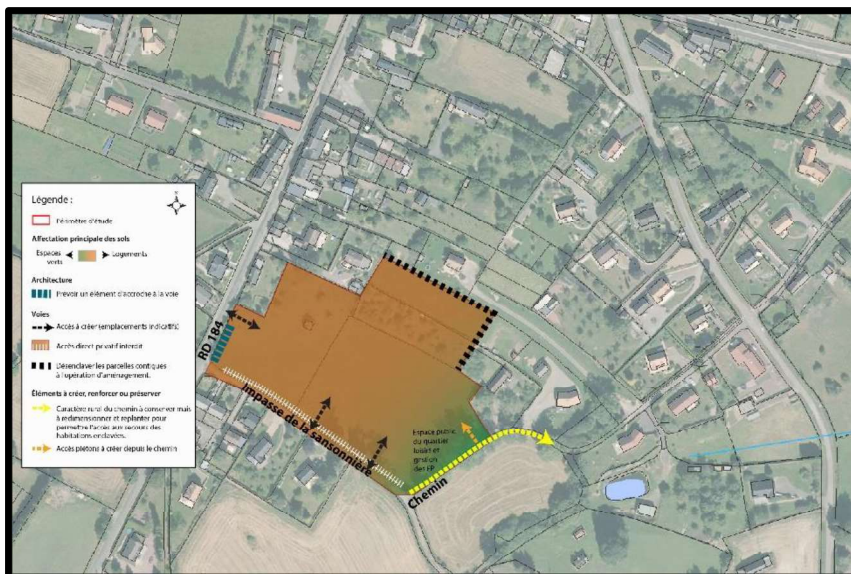 Légende :
Périmètre d'étude
Affectation principale des sols
Espaces verts
Logements
Architecture
Prévoir un élément d'accroche à la voie
Voies
Accès à créer (emplacements indicatifs)
Accès direct privatif interdit
Désenclaver les parcelles contigües
à l'opération d'aménagement.
Éléments à créer, renforcer ou préserver
Caractère rural du chemin à conserver mais
à redimensionner et replanter pour
permettre l'accès aux secours des
habitations enclavées.
Accès piétons à créer depuis le chemin
RD 184
Impasse de la sansonnière
Espace public
du quartier
loisirs et
gestion
des EP
Chemin